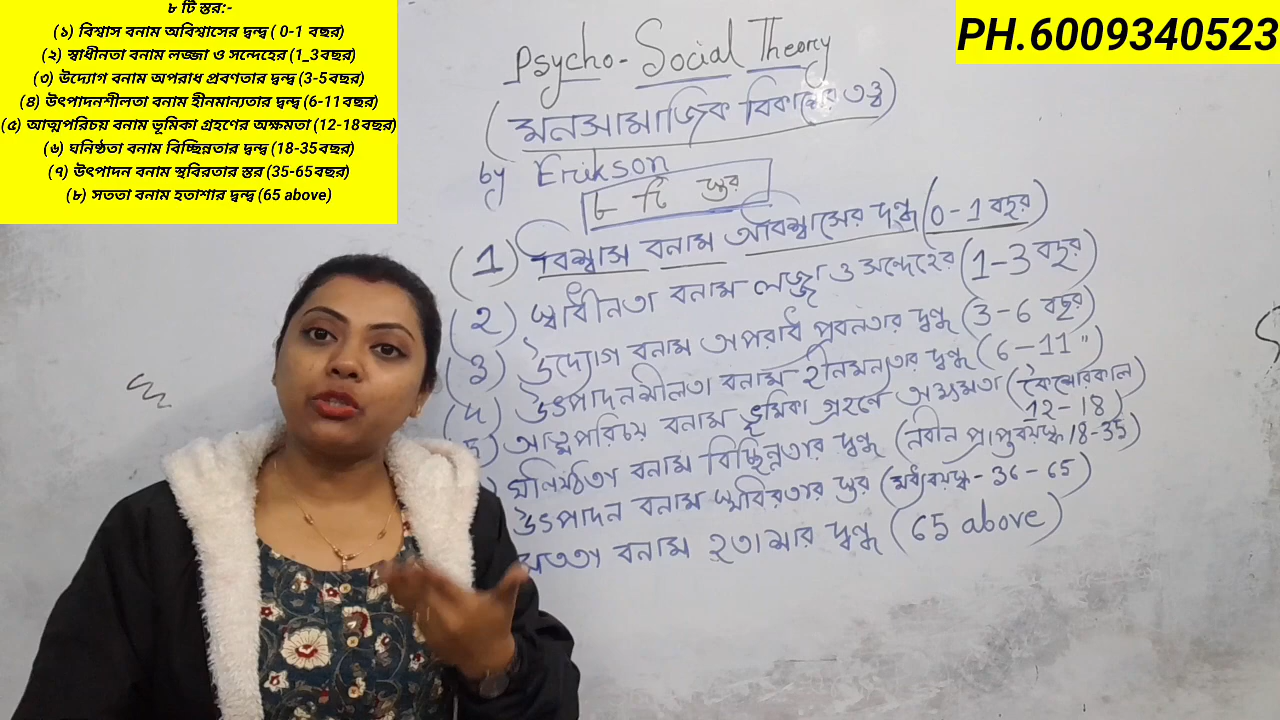 ৮ টি স্তর:-
(১) বিশ্বাস বনাম অবিশ্বাসের দ্বন্দ্ব ( 0-1 বছর)
(২) স্বাধীনতা বনাম লজ্জা ও সন্দেহের (1_3বছর)
(৩) উদ্যোগ বনাম অপরাধ প্রবণতার দ্বন্দ্ব (3-5বছর)
(৪) উৎপাদনশীলতা বনাম হীনমান্যতার দ্বন্দ্ব (6-11বছর)
(৫) আত্মপরিচয় বনাম ভূমিকা গ্রহণের অক্ষমতা (12-18বছর)
(৬) ঘনিষ্ঠতা বনাম বিচ্ছিন্নতার দ্বন্দ্ব (18-35বছর)
(৭) উৎপাদন বনাম স্থবিরতার স্তর (35-65বছর)
(৮) সততা বনাম হতাশার দ্বন্দ্ব (65 above)
PH.6009340523
Psycho-Social Theory
(মনসামাজিক বিকাশের তত্ত্ব)
by Erikson
৮ টি স্তর
(1) বিশ্বাস বনাম অবিশ্বাসের দ্বন্দ্ব (0-1 বছর)
(২) স্বাধীনতা বনাম লজ্জা ও সন্দেহের (1-3 বছর)
(৩) উদ্যোগ বনাম অপরাধ প্রবনতার দ্বন্দ্ব (3-6 বছর)
(৪) উৎপাদনশীলতা বনাম হীনমন্যতার দ্বন্দ্ব (6-11 ")
৫) আত্মপরিচয় বনাম ভূমিকা গ্রহণে অক্ষমতা (কৈশোরকাল 12-18)
) ঘনিষ্ঠতা বনাম বিচ্ছিন্নতার দ্বন্দ্ব (নবীন প্রাপ্তবয়স্ক 18-35)
উৎপাদন বনাম স্থবিরতার স্তর (মধ্যবয়স্ক - 36-65)
সততা বনাম হতাশার দ্বন্দ্ব (65 above)